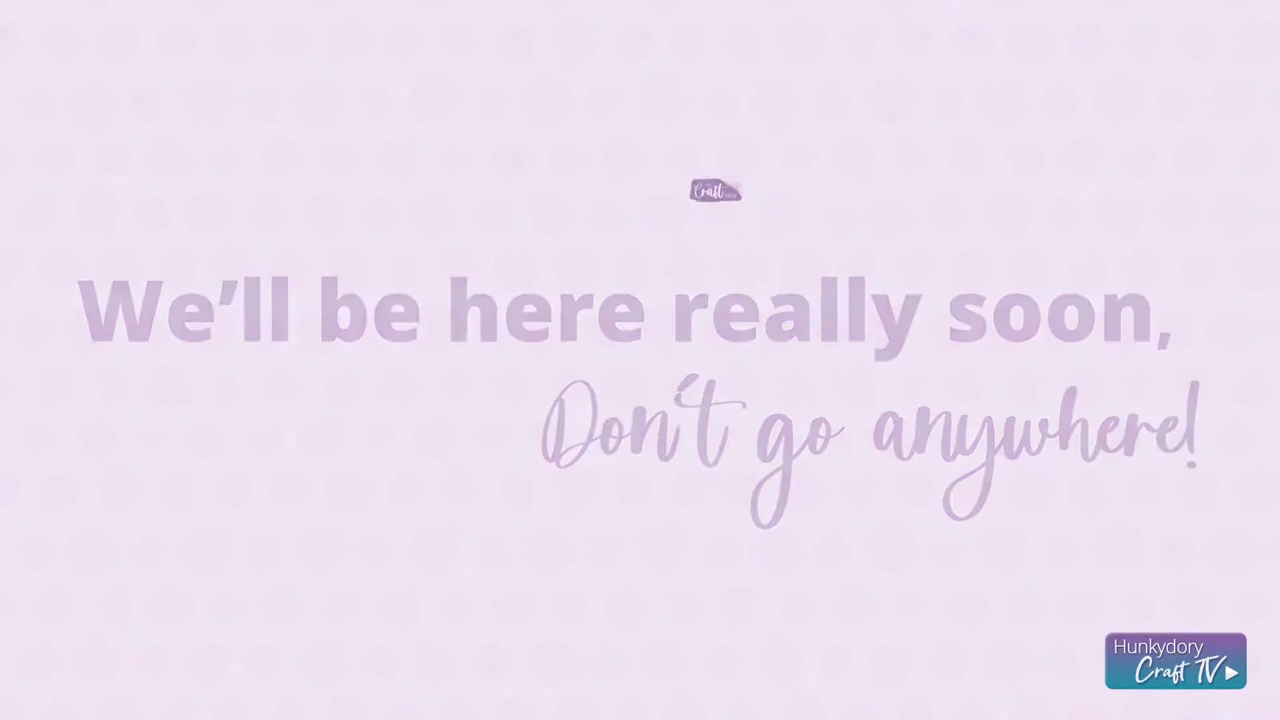 Craft
We’ll be here really soon,
Don't go anywhere!
Hunkydory
Craft TV